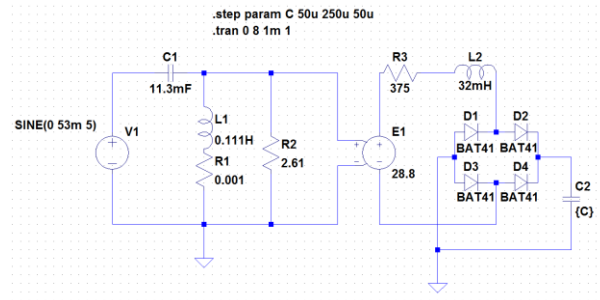 .step param C 50u 250u 50u
.tran 0 8 1m 1
C1
11.3mF
R3
375
L2
32mH
SINE(0 53m 5)
V1
L1
0.111H
R1
0.001
R2
2.61
E1
28.8
D1
BAT41
D2
BAT41
D3
BAT41
D4
BAT41
C2
{C}